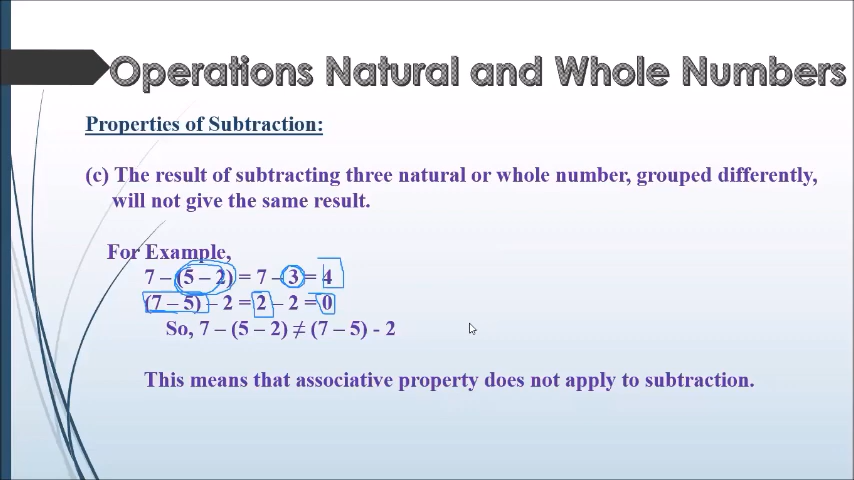 Operations Natural and Whole Numbers
Properties of Subtraction:
(c) The result of subtracting three natural or whole number, grouped differently,
will not give the same result.
For Example,
7 – (5 – 2) = 7 – 3 = 4
(7 – 5) – 2 = 2 – 2 = 0
So, 7 – (5 – 2) ≠ (7 – 5) - 2
This means that associative property does not apply to subtraction.